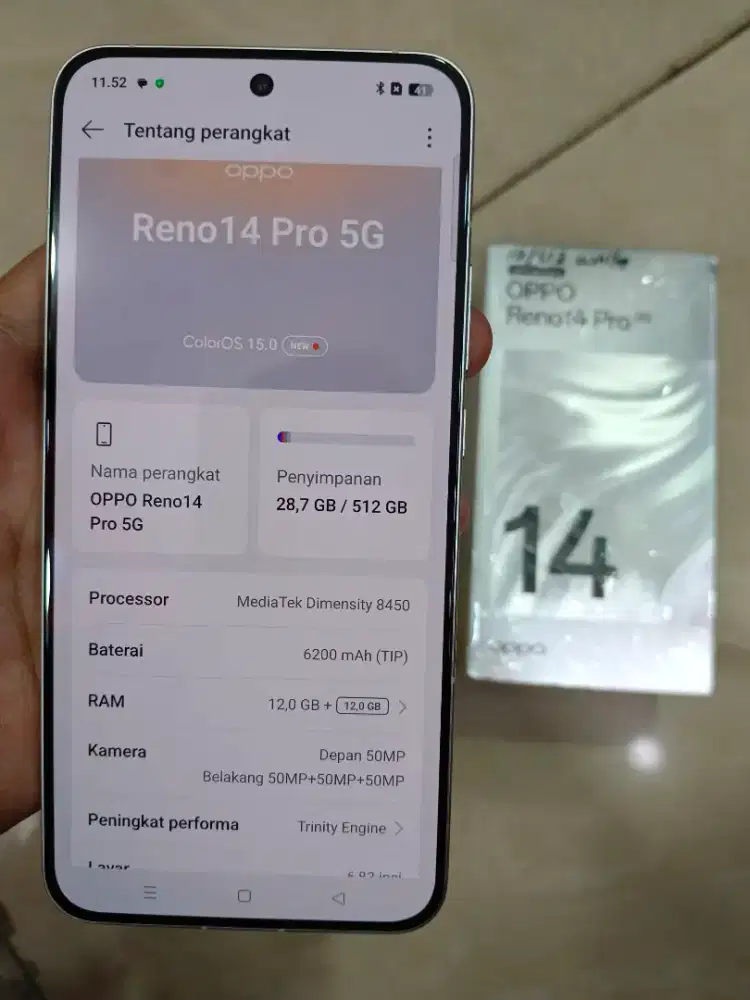 11.52
41
Tentang perangkat
oppo
Reno14 Pro 5G
ColorOS 15.0 NEW
Nama perangkat
OPPO Reno14
Pro 5G
Penyimpanan
28,7 GB / 512 GB
Processor MediaTek Dimensity 8450
Baterai 6200 mAh (TIP)
RAM 12,0 GB + 12,0 GB
Kamera Depan 50MP
Belakang 50MP+50MP+50MP
Peningkat performa Trinity Engine
Layar
OPPO
Reno14 Pro
14
oppo